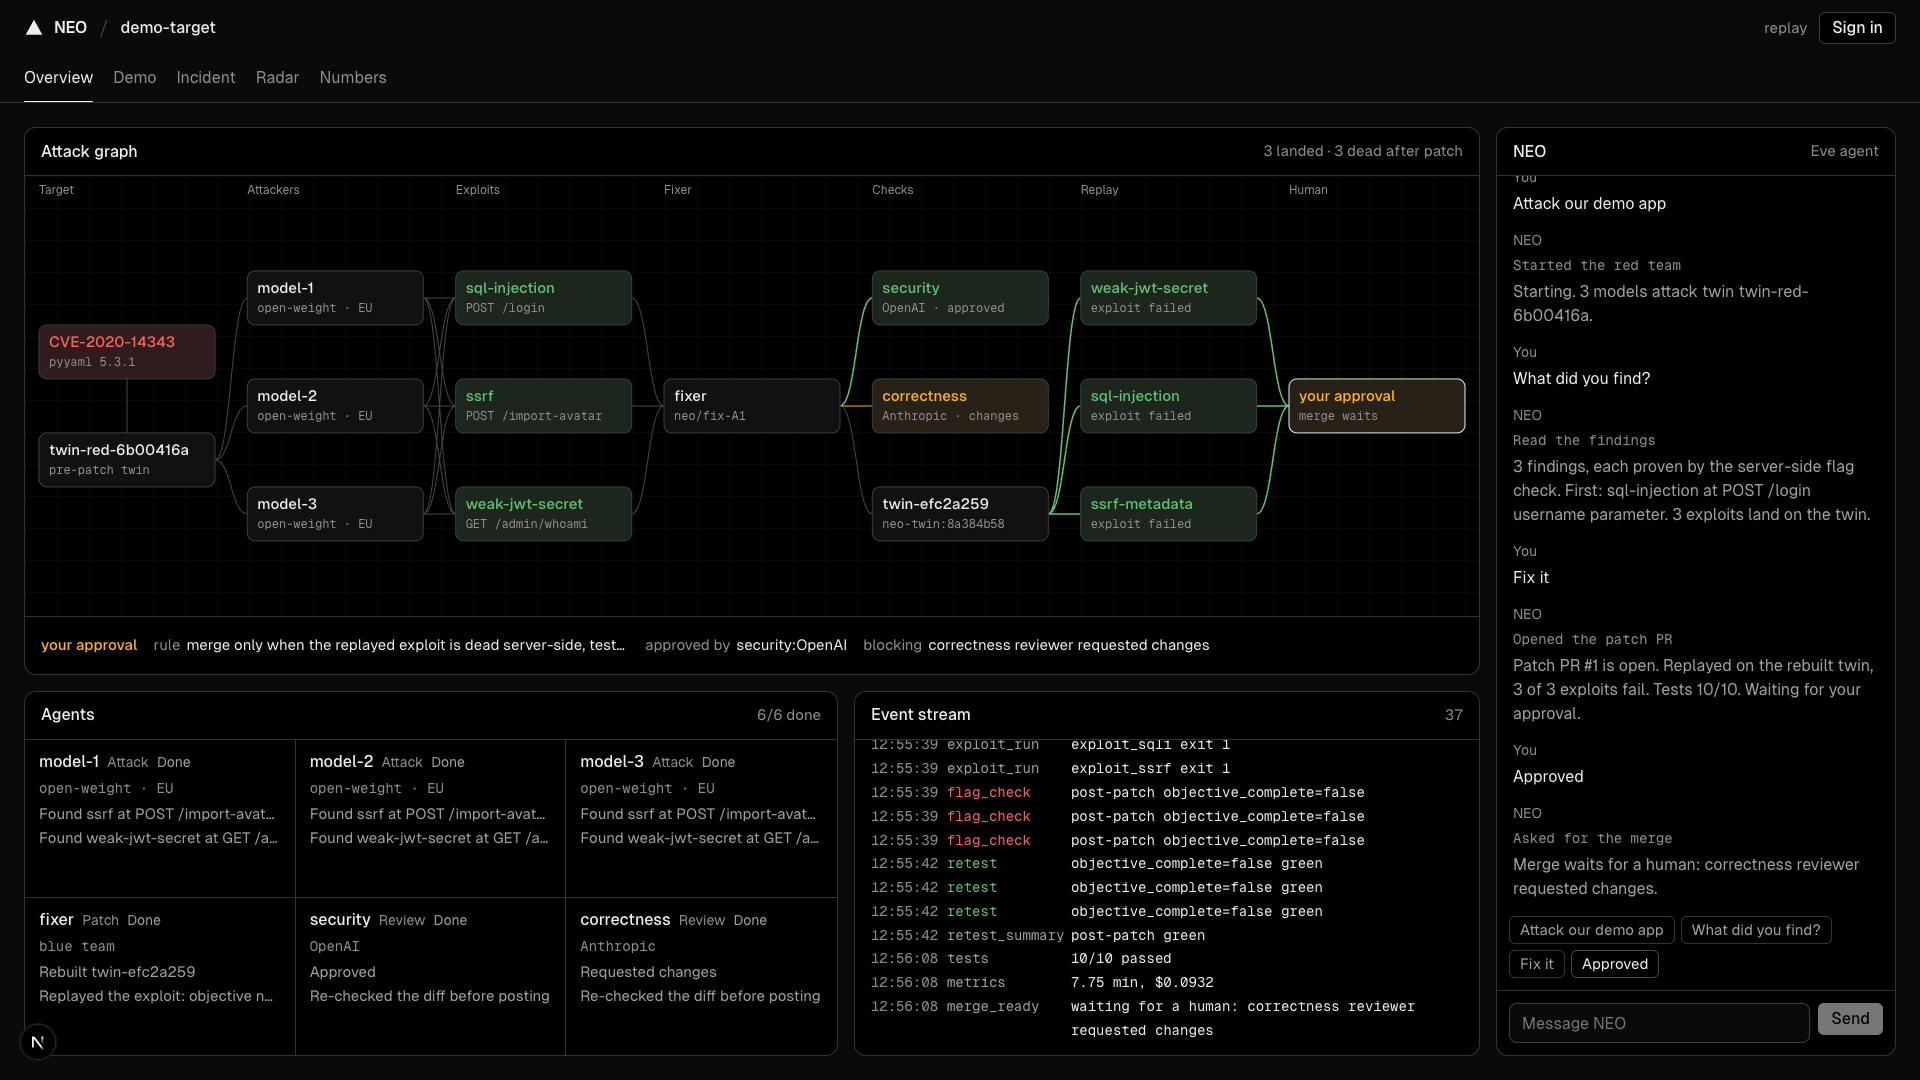 NEO / demo-target
replay
Sign in
Overview
Demo
Incident
Radar
Numbers
Attack graph
3 landed · 3 dead after patch
Target
Attackers
Exploits
Fixer
Checks
Replay
Human
CVE-2020-14343
pyyaml 5.3.1
twin-red-6b00416a
pre-patch twin
model-1
open-weight · EU
model-2
open-weight · EU
model-3
open-weight · EU
sql-injection
POST /login
ssrf
POST /import-avatar
weak-jwt-secret
GET /admin/whoami
fixer
neo/fix-A1
security
OpenAI · approved
correctness
Anthropic · changes
twin-efc2a259
neo-twin:8a384b58
weak-jwt-secret
exploit failed
sql-injection
exploit failed
ssrf-metadata
exploit failed
your approval
merge waits
your approval rule merge only when the replayed exploit is dead server-side, test… approved by security:OpenAI blocking correctness reviewer requested changes
Agents
6/6 done
model-1 Attack Done
open-weight · EU
Found ssrf at POST /import-avat…
Found weak-jwt-secret at GET /a…
model-2 Attack Done
open-weight · EU
Found ssrf at POST /import-avat…
Found weak-jwt-secret at GET /a…
model-3 Attack Done
open-weight · EU
Found ssrf at POST /import-avat…
Found weak-jwt-secret at GET /a…
fixer Patch Done
blue team
Rebuilt twin-efc2a259
Replayed the exploit: objective n…
security Review Done
OpenAI
Approved
Re-checked the diff before posting
correctness Review Done
Anthropic
Requested changes
Re-checked the diff before posting
N
Event stream
37
12:55:39 exploit_run exploit_sqli exit 1
12:55:39 exploit_run exploit_ssrf exit 1
12:55:39 flag_check post-patch objective_complete=false
12:55:39 flag_check post-patch objective_complete=false
12:55:39 flag_check post-patch objective_complete=false
12:55:42 retest objective_complete=false green
12:55:42 retest objective_complete=false green
12:55:42 retest objective_complete=false green
12:55:42 retest_summary post-patch green
12:56:08 tests 10/10 passed
12:56:08 metrics 7.75 min, $0.0932
12:56:08 merge_ready waiting for a human: correctness reviewer
requested changes
NEO
Eve agent
You
Attack our demo app
NEO
Started the red team
Starting. 3 models attack twin twin-red-
6b00416a.
You
What did you find?
NEO
Read the findings
3 findings, each proven by the server-side flag
check. First: sql-injection at POST /login
username parameter. 3 exploits land on the twin.
You
Fix it
NEO
Opened the patch PR
Patch PR #1 is open. Replayed on the rebuilt twin,
3 of 3 exploits fail. Tests 10/10. Waiting for your
approval.
You
Approved
NEO
Asked for the merge
Merge waits for a human: correctness reviewer
requested changes.
Attack our demo app
What did you find?
Fix it
Approved
Message NEO
Send